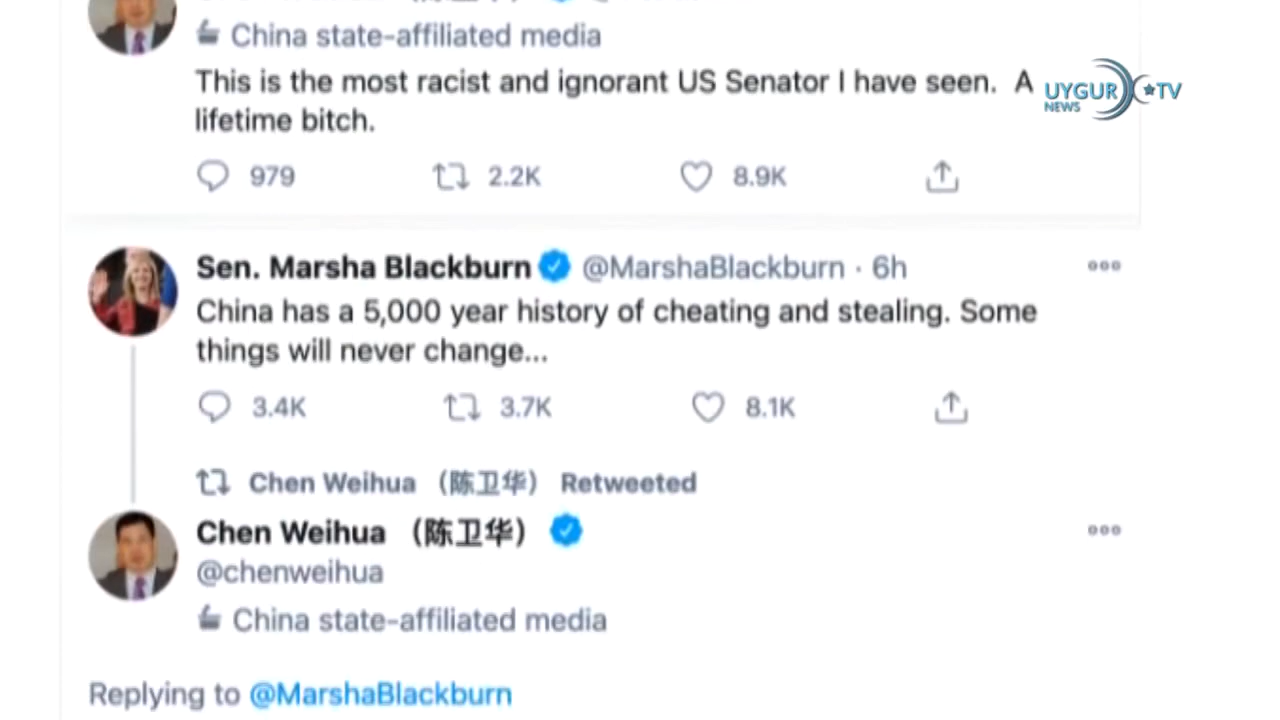 China state-affiliated media
This is the most racist and ignorant US Senator I have seen. A
lifetime bitch.
979 2.2K 8.9K
UYGUR TV
NEWS
Sen. Marsha Blackburn @MarshaBlackburn · 6h
China has a 5,000 year history of cheating and stealing. Some
things will never change...
3.4K 3.7K 8.1K
Chen Weihua (陈卫华) Retweeted
Chen Weihua (陈卫华)
@chenweihua
China state-affiliated media
Replying to @MarshaBlackburn